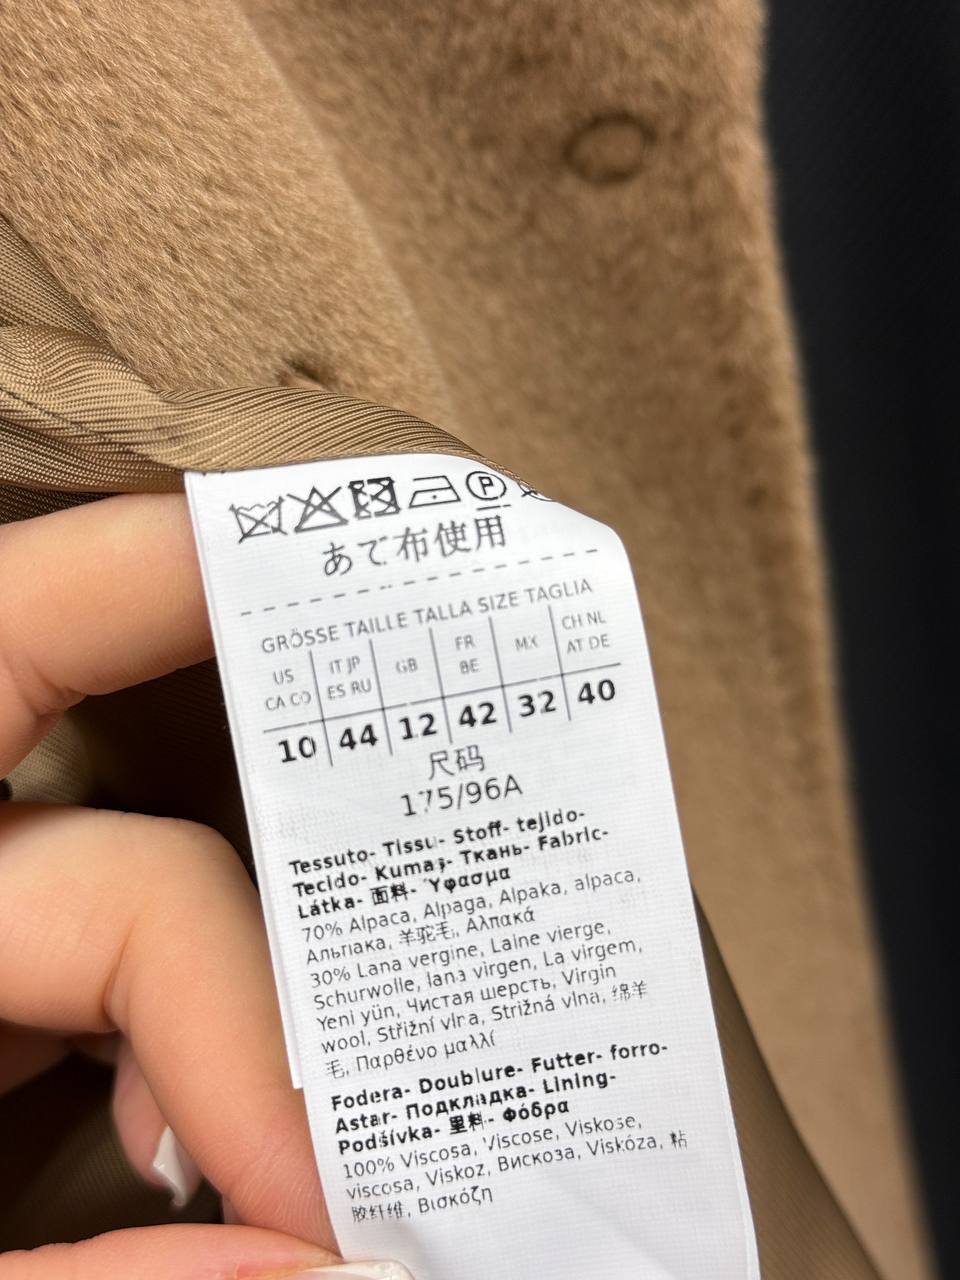 P
あて布使用
GRÖSSE TAILLE TALLA SIZE TAGLIA
US CA CO
IT JP ES RU
GB
FR BE
MX
CH NL AT DE
10 44 12 42 32 40
尺码
175/96A
Tessuto- Tissu- Stoff- tejido-
Tecido- Kumaş- Ткань- Fabric-
Látka- 面料- Ύφασμα
70% Alpaca, Alpaga, Alpaka, alpaca,
Альпака, 羊驼毛, Αλπακά
30% Lana vergine, Laine vierge,
Schurwolle, lana virgen, La virgem,
Yeni yün, Чистая шерсть, Virgin
wool, Střižní vlna, Strižná vlna, 绵羊
毛, Παρθένο μαλλί
Fodera- Doublure- Futter- forro-
Astar- Подкладка- Lining-
Podšívka- 里料- Φόδρα
100% Viscosa, Viscose, Viskose,
viscosa, Viskoz, Вискоза, Viskóza, 粘
胶纤维, Βισκόζη